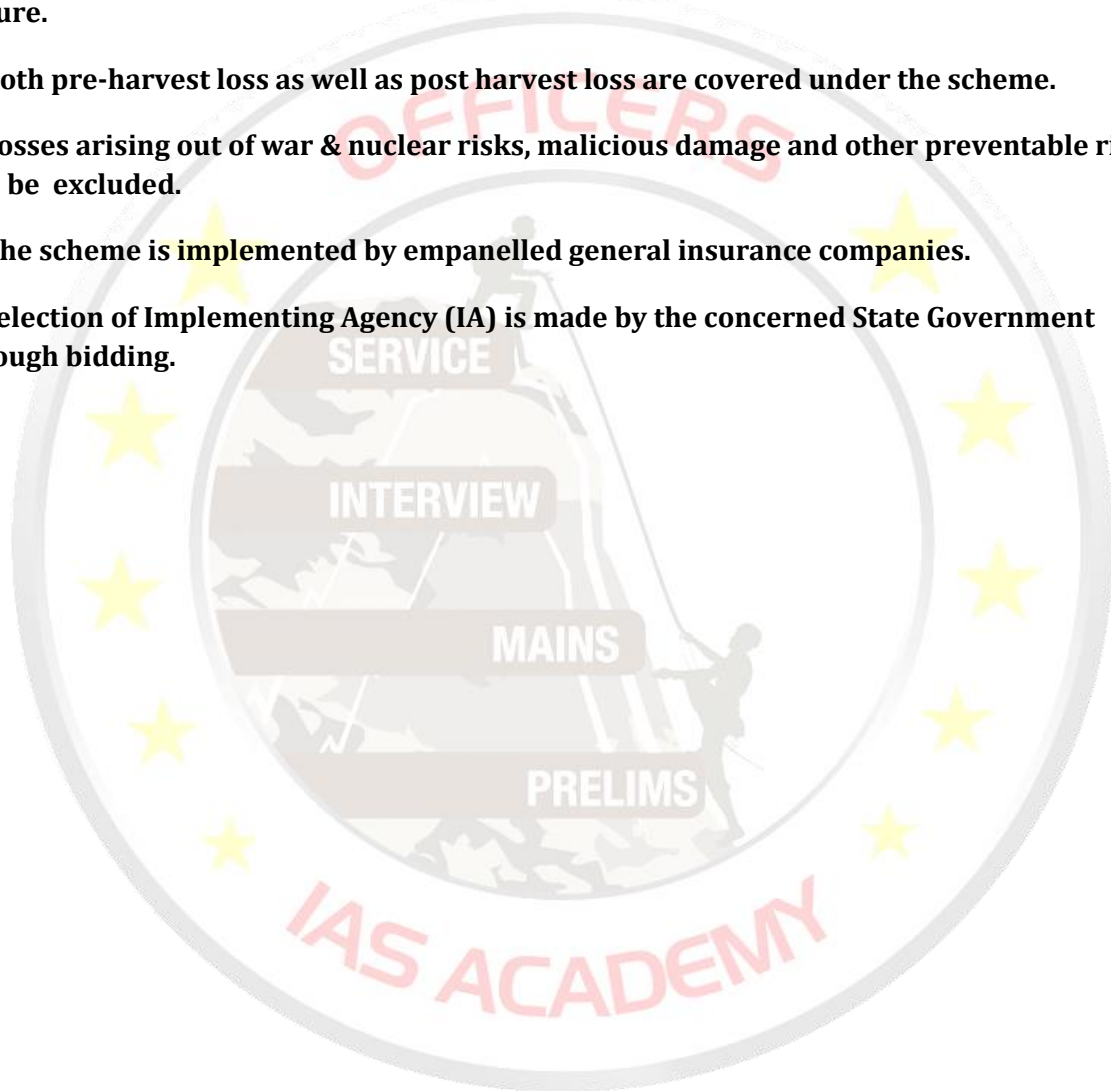 ure.
oth pre-harvest loss as well as post harvest loss are covered under the scheme.
osses arising out of war & nuclear risks, malicious damage and other preventable r
be excluded.
he scheme is implemented by empanelled general insurance companies.
election of Implementing Agency (IA) is made by the concerned State Government
ough bidding.
OFFICERS
SERVICE
INTERVIEW
MAINS
PRELIMS
IAS ACADEMY